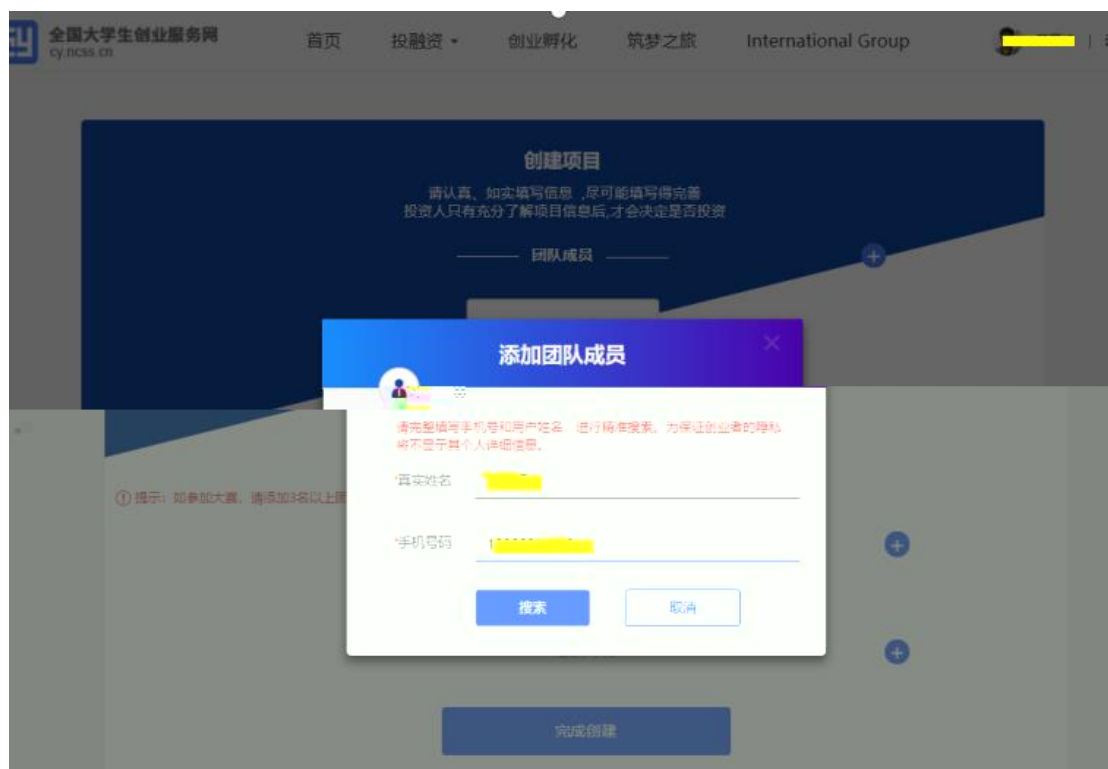 全国大学生创业服务网
cy.ncss.cn
首页
投融资
创业孵化
筑梦之旅
International Group
创建项目
请认真、如实填写信息 ,尽可能填写得完善
投资人只有充分了解项目信息后,才会决定是否投资
团队成员
添加团队成员
请完整填写手机号和用户姓名，进行精准搜索。为保证创业者的隐私
将不显示其个人详细信息。
*真实姓名
提示：如参加大赛，请添加3名以上团
*手机号码
搜索
取消
完成创建